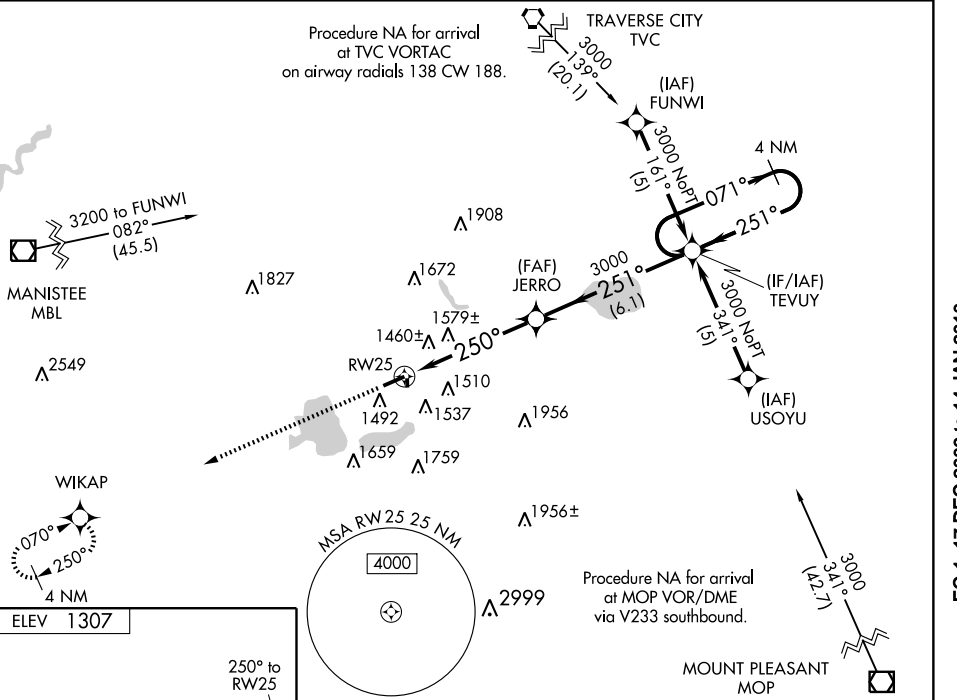 Procedure NA for arrival
at TVC VORTAC
on airway radials 138 CW 188.
TRAVERSE CITY
TVC
3000
139°
(20.1)
(IAF)
FUNWI
3000 NoPT
161°
(5)
4 NM
071°
251°
3200 to FUNWI
082°
(45.5)
MANISTEE
MBL
1908
1827
1672
(FAF)
JERRO
3000
251°
(6.1)
(IF/IAF)
TEVUY
3000 NoPT
341°
(5)
(IAF)
USOYU
1579±
1460±
250°
2549
RW25
1510
1492
1537
1956
1659
1759
WIKAP
070°
250°
4 NM
1956±
MSA RW25 25 NM
4000
2999
Procedure NA for arrival
at MOP VOR/DME
via V233 southbound.
3000
341°
(42.7)
MOUNT PLEASANT
MOP
ELEV 1307
250° to
RW25